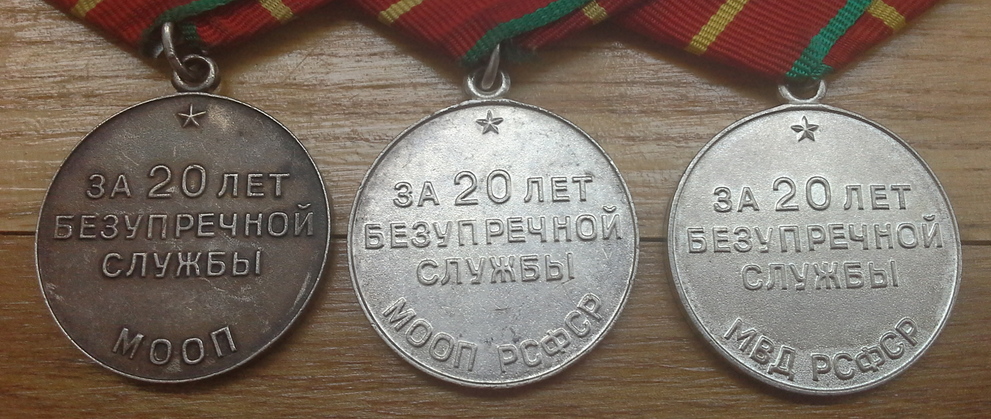 ЗА 20 ЛЕТ
БЕЗУПРЕЧНОЙ
СЛУЖБЫ
МООП
ЗА 20 ЛЕТ
БЕЗУПРЕЧНОЙ
СЛУЖБЫ
МООП РСФСР
ЗА 20 ЛЕТ
БЕЗУПРЕЧНОЙ
СЛУЖБЫ
МВД РСФСР